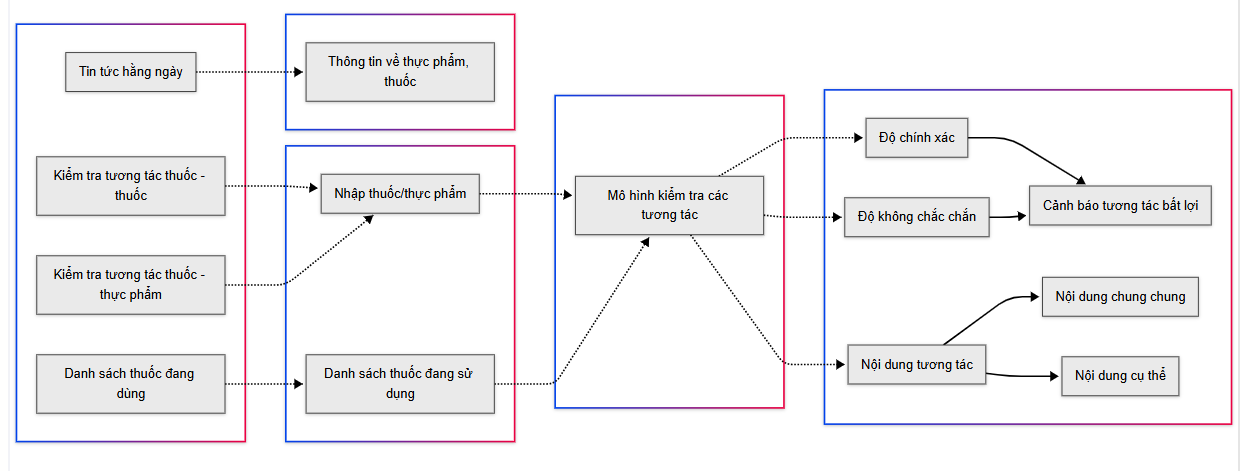 Tin tức hằng ngày
Kiểm tra tương tác thuốc -
thuốc
Kiểm tra tương tác thuốc -
thực phẩm
Danh sách thuốc đang
dùng
Thông tin về thực phẩm,
thuốc
Nhập thuốc/thực phẩm
Danh sách thuốc đang sử
dụng
Mô hình kiểm tra các
tương tác
Độ chính xác
Độ không chắc chắn
Nội dung tương tác
Cảnh báo tương tác bất lợi
Nội dung chung chung
Nội dung cụ thể